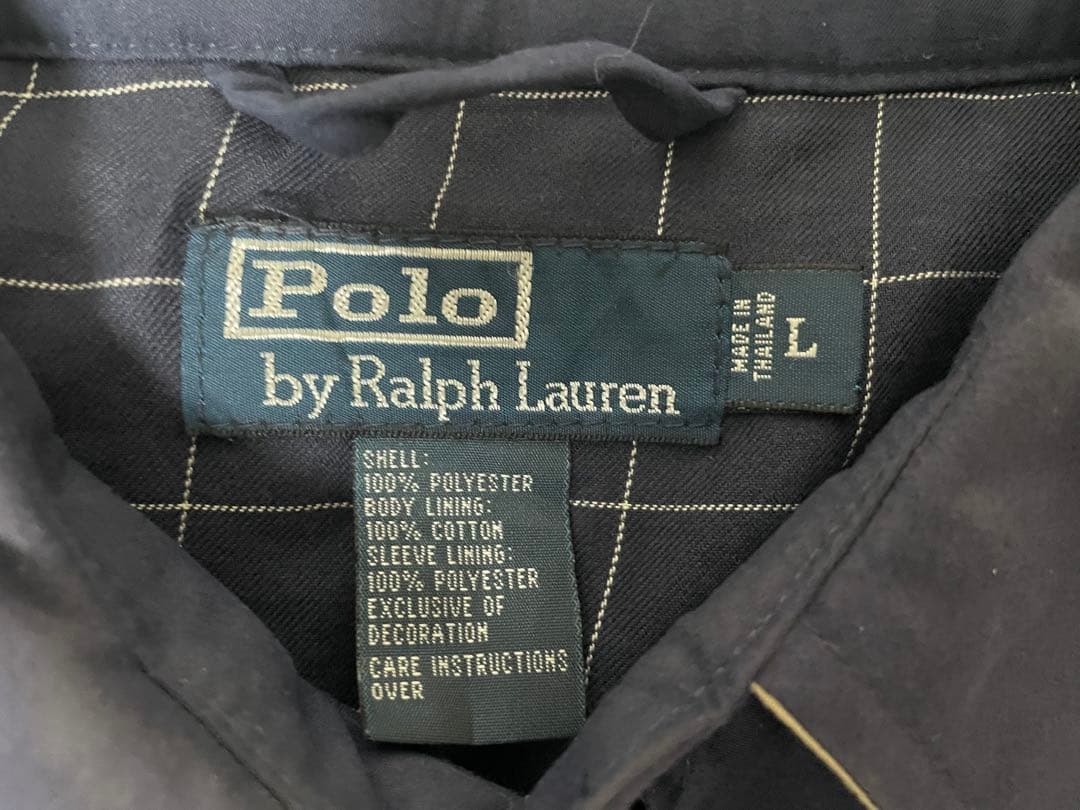 Polo
by Ralph Lauren
MADE IN
THAILAND
L
SHELL:
100% POLYESTER
BODY LINING:
100% COTTON
SLEEVE LINING:
100% POLYESTER
EXCLUSIVE OF
DECORATION
CARE INSTRUCTIONS
OVER